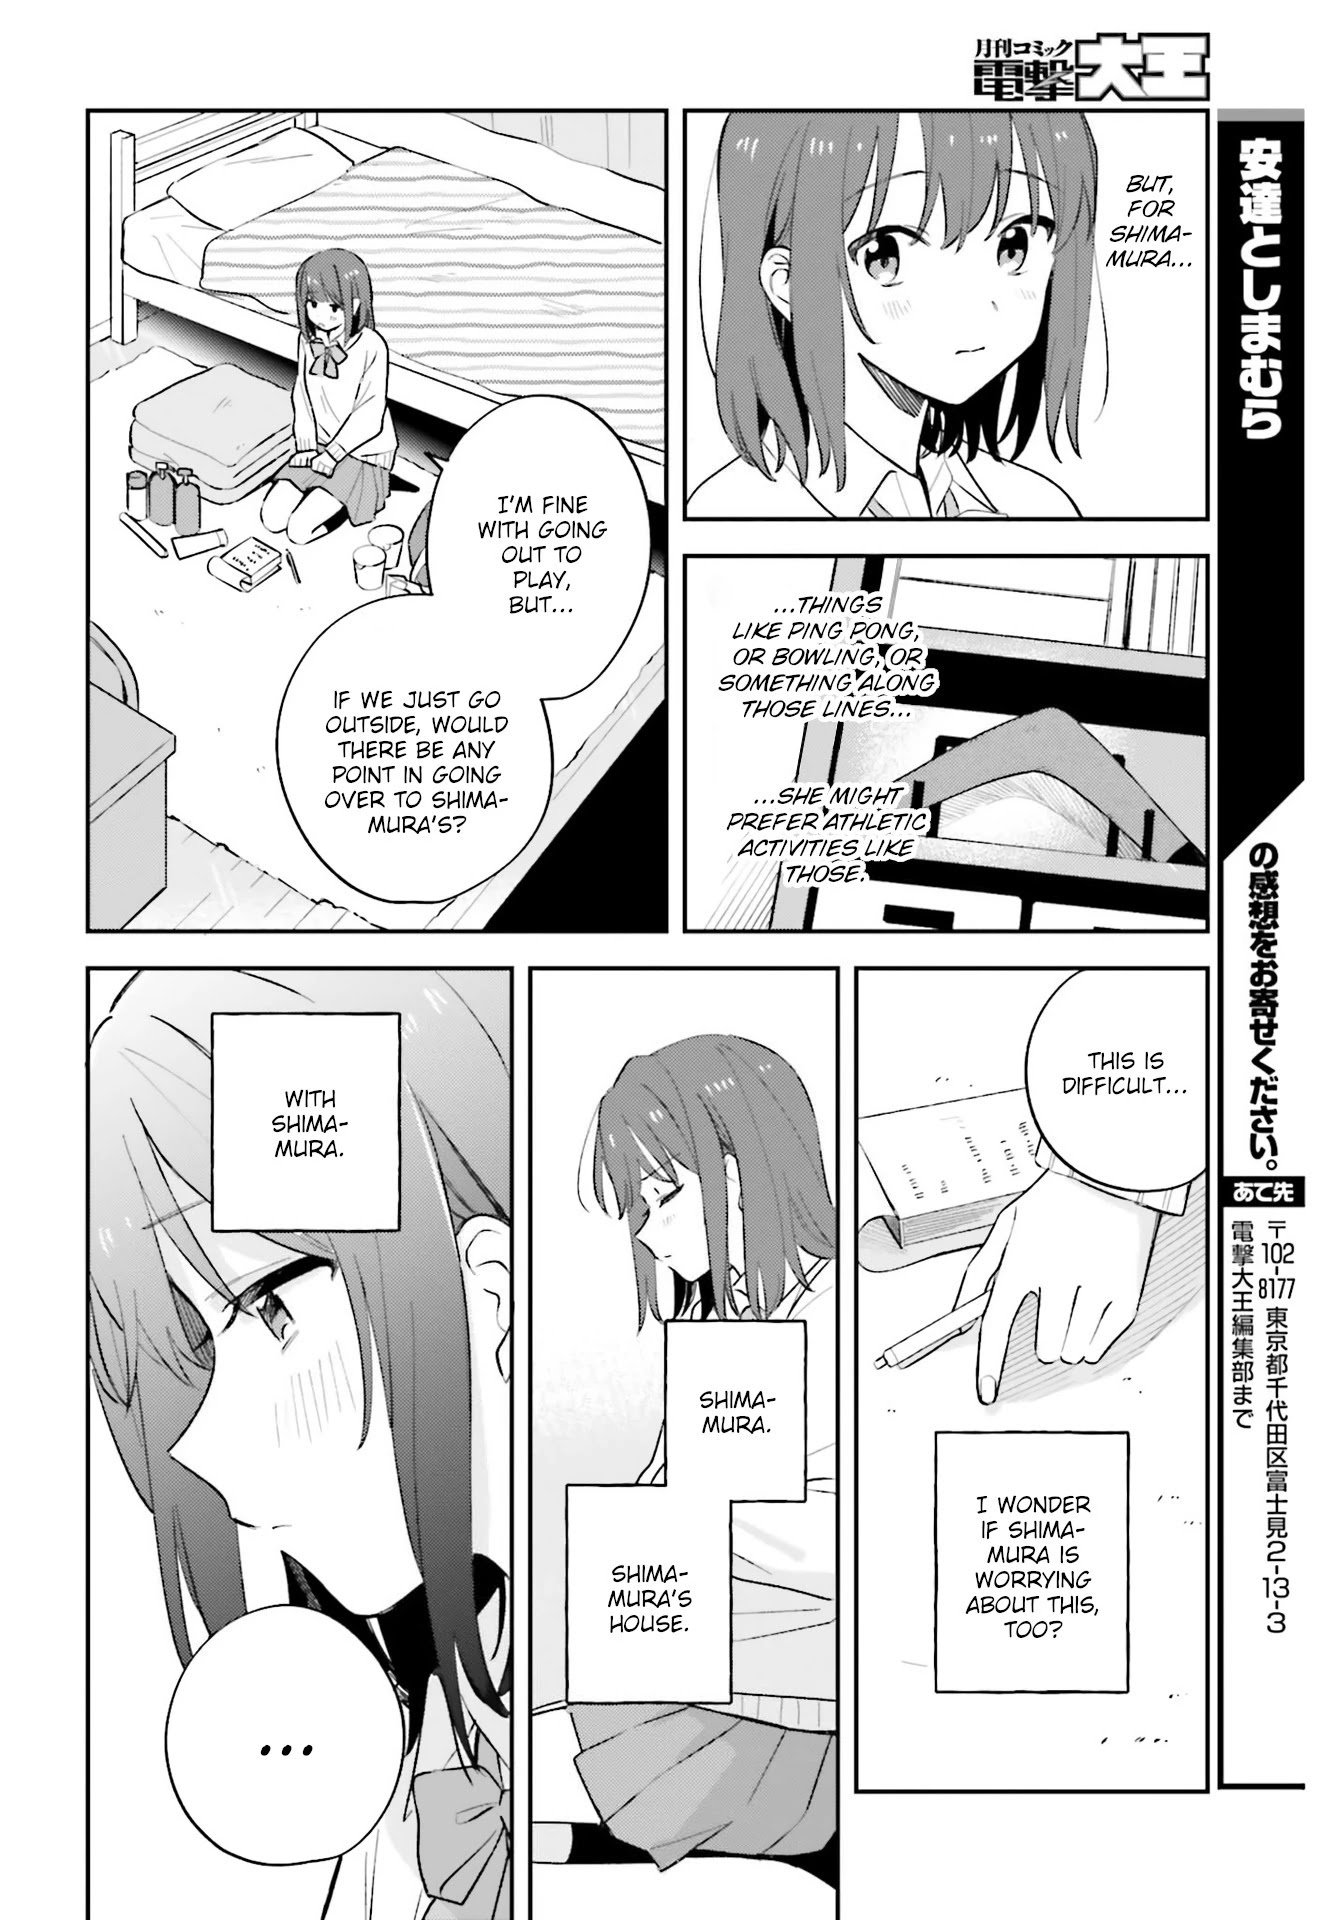 月刊コミック
電撃大王
安達としまむら
の感想をお寄せください。
あて先
〒102-8177 東京都千代田区富士見2-13-3
電撃大王編集部まで
BUT,
FOR
SHIMA-
MURA...
...THINGS
LIKE PING PONG,
OR BOWLING, OR
SOMETHING ALONG
THOSE LINES...
...SHE MIGHT
PREFER ATHLETIC
ACTIVITIES LIKE
THOSE.
I'M FINE
WITH GOING
OUT TO
PLAY,
BUT...
IF WE JUST GO
OUTSIDE, WOULD
THERE BE ANY
POINT IN GOING
OVER TO SHIMA-
MURA'S?
THIS IS
DIFFICULT...
I WONDER
IF SHIMA-
MURA IS
WORRYING
ABOUT THIS,
TOO?
SHIMA-
MURA.
SHIMA-
MURA'S
HOUSE.
WITH
SHIMA-
MURA.
...